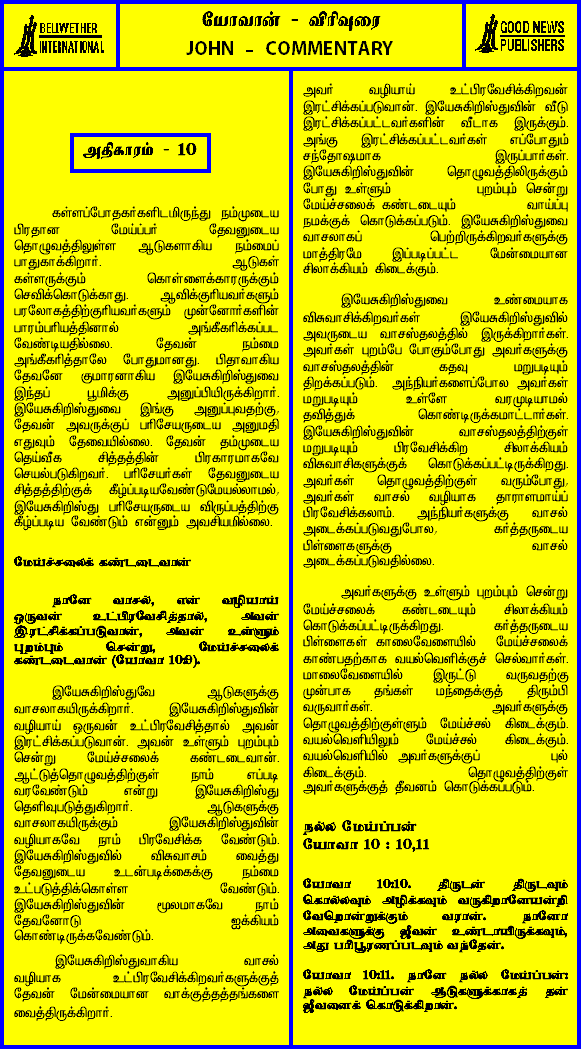 BELWETHER
INTERNATIONAL
யோவான் - விரிவுரை
JOHN - COMMENTARY
GOOD NEWS
PUBLISHERS
அதிகாரம் - 10
கள்ளப்போதகர்களிடமிருந்து நம்முடைய
பிரதான மேய்ப்பர் தேவனுடைய
தொழுவத்திலுள்ள ஆடுகளாகிய நம்மைப்
பாதுகாக்கிறார். ஆடுகள்
கள்ளருக்கும் கொள்ளைக்காரருக்கும்
செவிக்கொடுக்காது. ஆவிக்குரியவர்களும்
பரலோகத்திற்குரியவர்களும் முன்னோர்களின்
பாரம்பரியத்தினால் அங்கீகரிக்கப்பட
வேண்டியதில்லை. தேவன் நம்மை
அங்கீகரித்தாலே போதுமானது. பிதாவாகிய
தேவனே குமாரனாகிய இயேசுகிறிஸ்துவை
இந்தப் பூமிக்கு அனுப்பியிருக்கிறார்.
இயேசுகிறிஸ்துவை இங்கு அனுப்புவதற்கு,
தேவன் அவருக்குப் பரிசேயருடைய அனுமதி
எதுவும் தேவையில்லை. தேவன் தம்முடைய
தெய்வீக சித்தத்தின் பிரகாரமாகவே
செயல்படுகிறவர். பரிசேயர்கள் தேவனுடைய
சித்தத்திற்குக் கீழ்ப்படியவேண்டுமேயல்லாமல்,
இயேசுகிறிஸ்து பரிசேயருடைய விருப்பத்திற்கு
கீழ்ப்படிய வேண்டும் என்னும் அவசியமில்லை.
மேய்ச்சலைக் கண்டடைவான்
நானே வாசல், என் வழியாய்
ஒருவன் உட்பிரவேசித்தால், அவன்
இரட்சிக்கப்படுவான், அவன் உள்ளும்
புறம்பும் சென்று, மேய்ச்சலைக்
கண்டடைவான் (யோவா 10:9).
இயேசுகிறிஸ்துவே ஆடுகளுக்கு
வாசலாகயிருக்கிறார். இயேசுகிறிஸ்துவின்
வழியாய் ஒருவன் உட்பிரவேசித்தால் அவன்
இரட்சிக்கப்படுவான். அவன் உள்ளும் புறம்பும்
சென்று மேய்ச்சலைக் கண்டடைவான்.
ஆட்டுத்தொழுவத்திற்குள் நாம் எப்படி
வரவேண்டும் என்று இயேசுகிறிஸ்து
தெளிவுபடுத்துகிறார். ஆடுகளுக்கு
வாசலாகயிருக்கும் இயேசுகிறிஸ்துவின்
வழியாகவே நாம் பிரவேசிக்க வேண்டும்.
இயேசுகிறிஸ்துவில் விசுவாசம் வைத்து
தேவனுடைய உடன்படிக்கைக்கு நம்மை
உட்படுத்திக்கொள்ள வேண்டும்.
இயேசுகிறிஸ்துவின் மூலமாகவே நாம்
தேவனோடு ஐக்கியம்
கொண்டிருக்கவேண்டும்.
இயேசுகிறிஸ்துவாகிய வாசல்
வழியாக உட்பிரவேசிக்கிறவர்களுக்குத்
தேவன் மேன்மையான வாக்குத்தத்தங்களை
வைத்திருக்கிறார்.
அவர் வழியாய் உட்பிரவேசிக்கிறவன்
இரட்சிக்கப்படுவான். இயேசுகிறிஸ்துவின் வீடு
இரட்சிக்கப்பட்டவர்களின் வீடாக இருக்கும்.
அங்கு இரட்சிக்கப்பட்டவர்கள் எப்போதும்
சந்தோஷமாக இருப்பார்கள்.
இயேசுகிறிஸ்துவின் தொழுவத்திலிருக்கும்
போது உள்ளும் புறம்பும் சென்று
மேய்ச்சலைக் கண்டடையும் வாய்ப்பு
நமக்குக் கொடுக்கப்படும். இயேசுகிறிஸ்துவை
வாசலாகப் பெற்றிருக்கிறவர்களுக்கு
மாத்திரமே இப்படிப்பட்ட மேன்மையான
சிலாக்கியம் கிடைக்கும்.
இயேசுகிறிஸ்துவை உண்மையாக
விசுவாசிக்கிறவர்கள் இயேசுகிறிஸ்துவில்
அவருடைய வாசஸ்தலத்தில் இருக்கிறார்கள்.
அவர்கள் புறம்பே போகும்போது அவர்களுக்கு
வாசஸ்தலத்தின் கதவு மறுபடியும்
திறக்கப்படும். அந்நியர்களைப்போல அவர்கள்
மறுபடியும் உள்ளே வரமுடியாமல்
தவித்துக் கொண்டிருக்கமாட்டார்கள்.
இயேசுகிறிஸ்துவின் வாசஸ்தலத்திற்குள்
மறுபடியும் பிரவேசிக்கிற சிலாக்கியம்
விசுவாசிகளுக்குக் கொடுக்கப்பட்டிருக்கிறது.
அவர்கள் தொழுவத்திற்குள் வரும்போது,
அவர்கள் வாசல் வழியாக தாராளமாய்ப்
பிரவேசிக்கலாம். அந்நியர்களுக்கு வாசல்
அடைக்கப்படுவதுபோல, கர்த்தருடைய
பிள்ளைகளுக்கு வாசல்
அடைக்கப்படுவதில்லை.
அவர்களுக்கு உள்ளும் புறம்பும் சென்று
மேய்ச்சலைக் கண்டடையும் சிலாக்கியம்
கொடுக்கப்பட்டிருக்கிறது. கர்த்தருடைய
பிள்ளைகள் காலைவேளையில் மேய்ச்சலைக்
காண்பதற்காக வயல்வெளிக்குச் செல்வார்கள்.
மாலைவேளையில் இருட்டு வருவதற்கு
முன்பாக தங்கள் மந்தைக்குத் திரும்பி
வருவார்கள். அவர்களுக்கு
தொழுவத்திற்குள்ளும் மேய்ச்சல் கிடைக்கும்.
வயல்வெளியிலும் மேய்ச்சல் கிடைக்கும்.
வயல்வெளியில் அவர்களுக்குப் புல்
கிடைக்கும். தொழுவத்திற்குள்
அவர்களுக்குத் தீவனம் கொடுக்கப்படும்.
நல்ல மேய்ப்பன்
யோவா 10 : 10,11
யோவா 10:10. திருடன் திருடவும்
கொல்லவும் அழிக்கவும் வருகிறானேயன்றி
வேறொன்றுக்கும் வரான். நானோ
அவைகளுக்கு ஜீவன் உண்டாயிருக்கவும்,
அது பரிபூரணப்படவும் வந்தேன்.
யோவா 10:11. நானே நல்ல மேய்ப்பன்:
நல்ல மேய்ப்பன் ஆடுகளுக்காகத் தன்
ஜீவனைக் கொடுக்கிறான்.